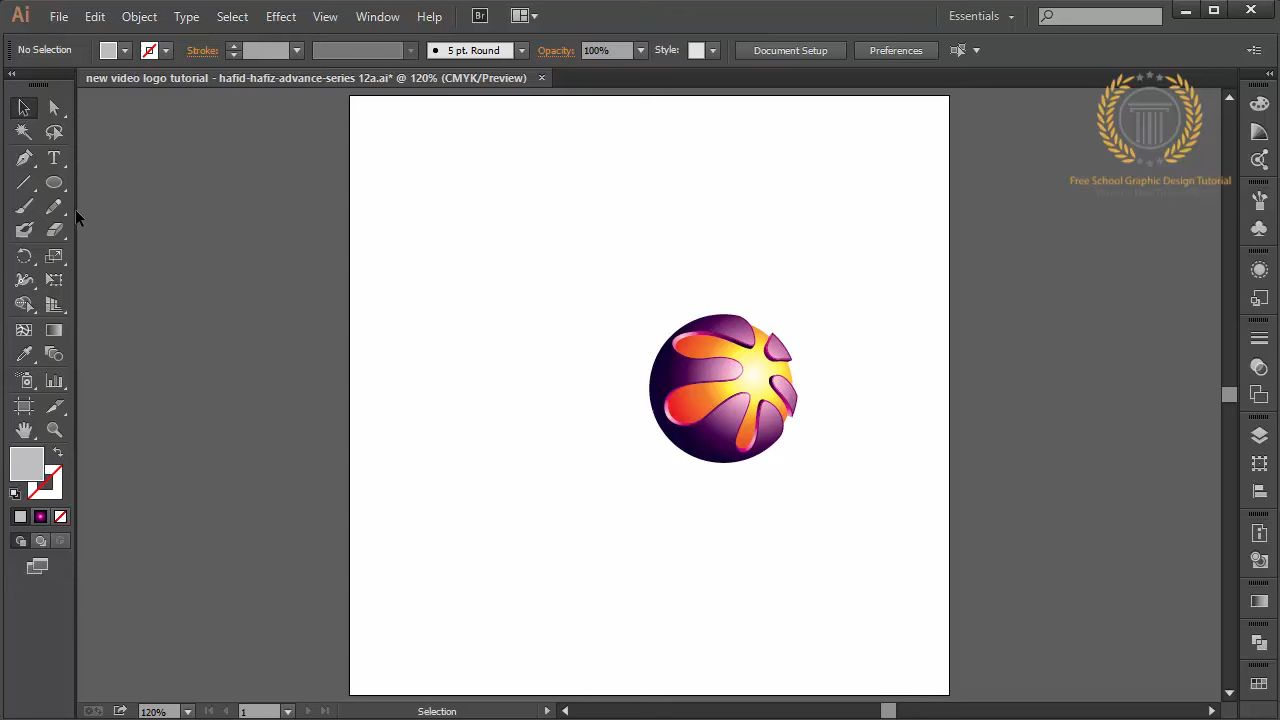 Ai File Edit Object Type Select Effect View Window Help Br Essentials
No Selection Stroke: 5 pt. Round Opacity: 100% Style: Document Setup Preferences
new video logo tutorial - hafid-hafiz-advance-series 12a.ai* @ 120% (CMYK/Preview)
Free School Graphic Design Tutorial
120% 1 Selection